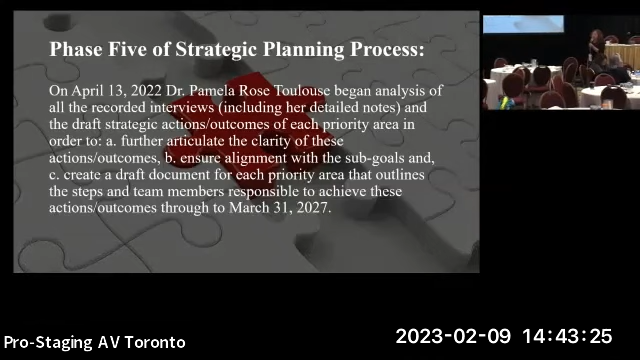 Phase Five of Strategic Planning Process:
On April 13, 2022 Dr. Pamela Rose Toulouse began analysis of
all the recorded interviews (including her detailed notes) and
the draft strategic actions/outcomes of each priority area in
order to: a. further articulate the clarity of these
actions/outcomes, b. ensure alignment with the sub-goals and,
c. create a draft document for each priority area that outlines
the steps and team members responsible to achieve these
actions/outcomes through to March 31, 2027.
Pro-Staging AV Toronto
2023-02-09 14:43:25